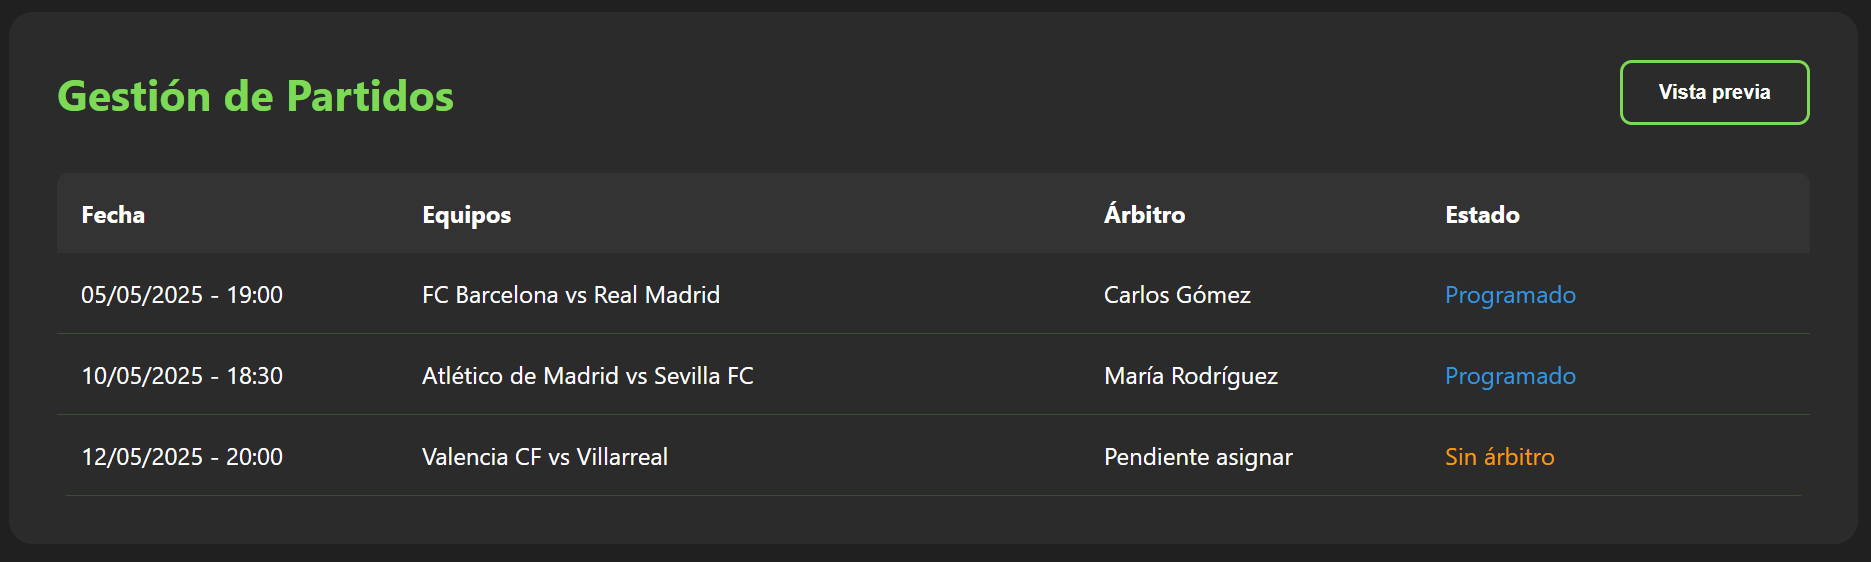 Gestión de Partidos
Vista previa
Fecha Equipos Árbitro Estado
05/05/2025 - 19:00 FC Barcelona vs Real Madrid Carlos Gómez Programado
10/05/2025 - 18:30 Atlético de Madrid vs Sevilla FC María Rodríguez Programado
12/05/2025 - 20:00 Valencia CF vs Villarreal Pendiente asignar Sin árbitro